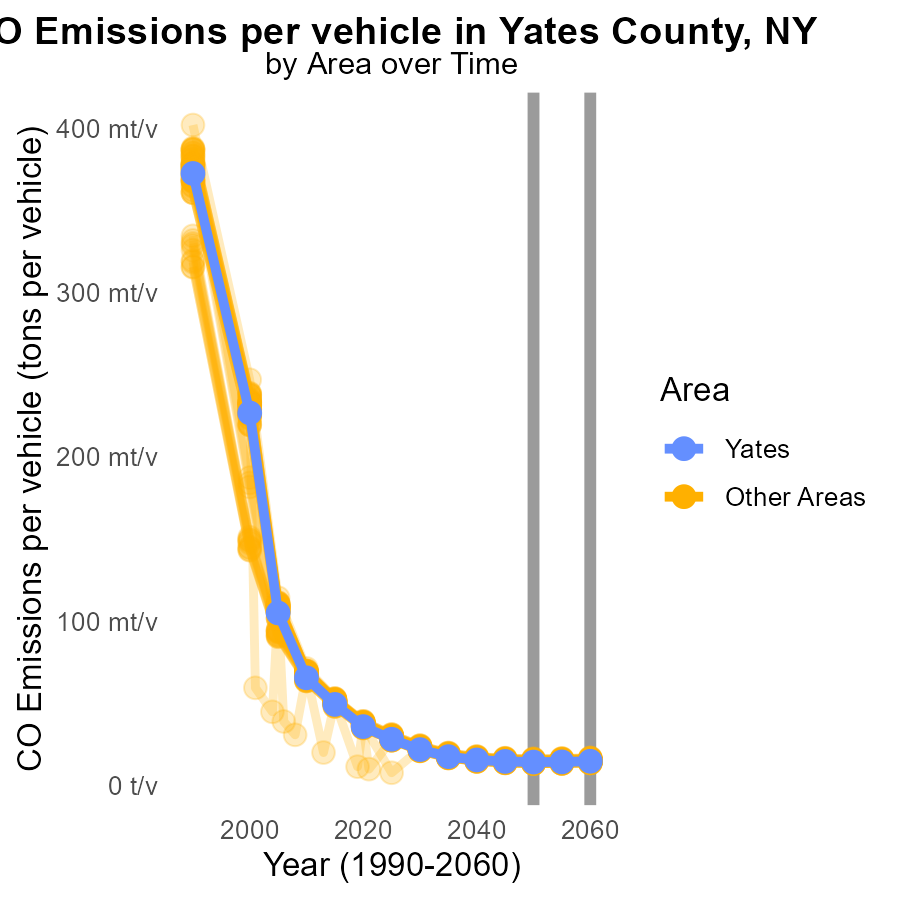 O Emissions per vehicle in Yates County, NY
by Area over Time
CO Emissions per vehicle (tons per vehicle)
400 mt/v
300 mt/v
200 mt/v
100 mt/v
0 t/v
2000 2020 2040 2060
Year (1990-2060)
Area
Yates
Other Areas